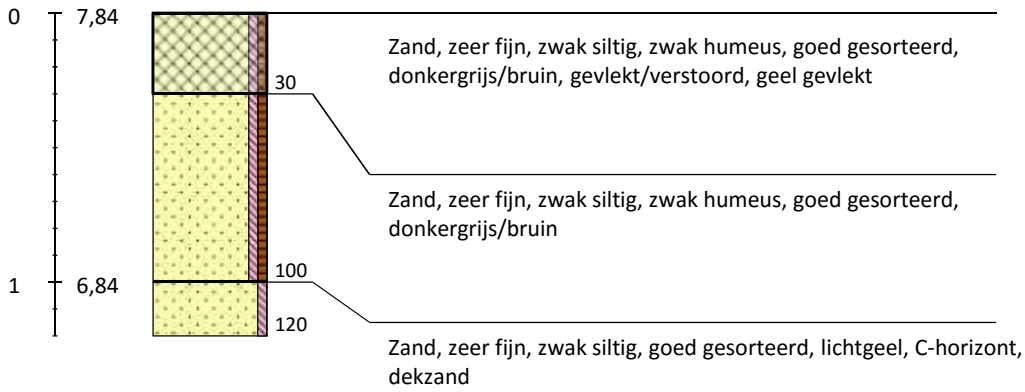 0 7,84
Zand, zeer fijn, zwak siltig, zwak humeus, goed gesorteerd,
donkergrijs/bruin, gevlekt/verstoord, geel gevlekt
30
Zand, zeer fijn, zwak siltig, zwak humeus, goed gesorteerd,
donkergrijs/bruin
100
1 6,84
120
Zand, zeer fijn, zwak siltig, goed gesorteerd, lichtgeel, C-horizont,
dekzand